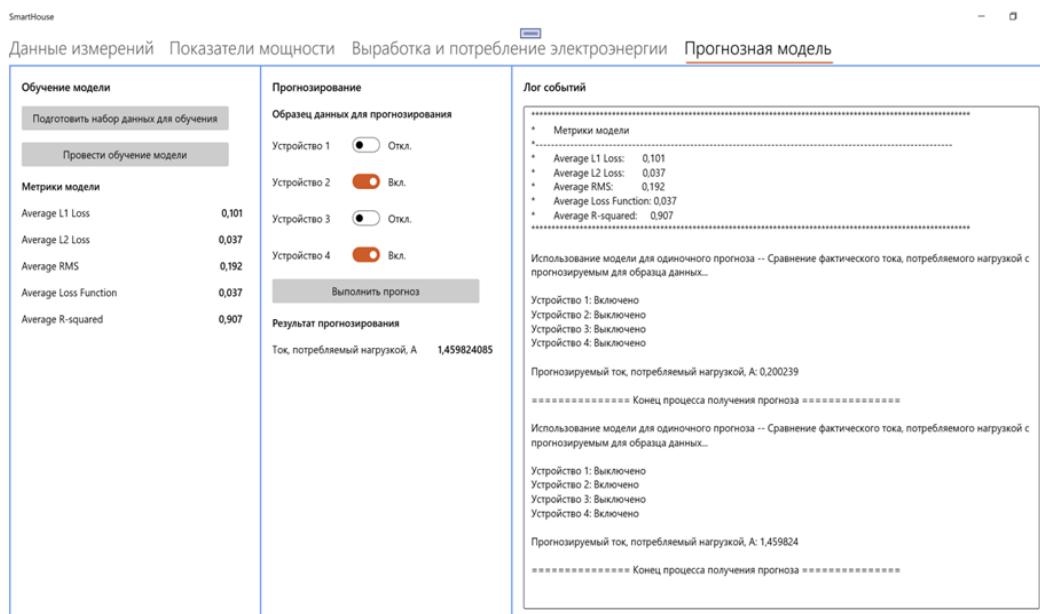 SmartHouse
Данные измерений Показатели мощности Выработка и потребление электроэнергии Прогнозная модель
Обучение модели
Подготовить набор данных для обучения
Провести обучение модели
Метрики модели
Average L1 Loss 0,101
Average L2 Loss 0,037
Average RMS 0,192
Average Loss Function 0,037
Average R-squared 0,907
Прогнозирование
Образец данных для прогнозирования
Устройство 1 Откл.
Устройство 2 Вкл.
Устройство 3 Откл.
Устройство 4 Вкл.
Выполнить прогноз
Результат прогнозирования
Ток, потребляемый нагрузкой, А 1,459824085
Лог событий
* Метрики модели
* Average L1 Loss: 0,101
* Average L2 Loss: 0,037
* Average RMS: 0,192
* Average Loss Function: 0,037
* Average R-squared: 0,907
Использование модели для одиночного прогноза -- Сравнение фактического тока, потребляемого нагрузкой с
прогнозируемым для образца данных...
Устройство 1: Включено
Устройство 2: Выключено
Устройство 3: Выключено
Устройство 4: Выключено
Прогнозируемый ток, потребляемый нагрузкой, А: 0,200239
=============== Конец процесса получения прогноза ===============
Использование модели для одиночного прогноза -- Сравнение фактического тока, потребляемого нагрузкой с
прогнозируемым для образца данных...
Устройство 1: Выключено
Устройство 2: Включено
Устройство 3: Выключено
Устройство 4: Включено
Прогнозируемый ток, потребляемый нагрузкой, А: 1,459824
=============== Конец процесса получения прогноза ===============